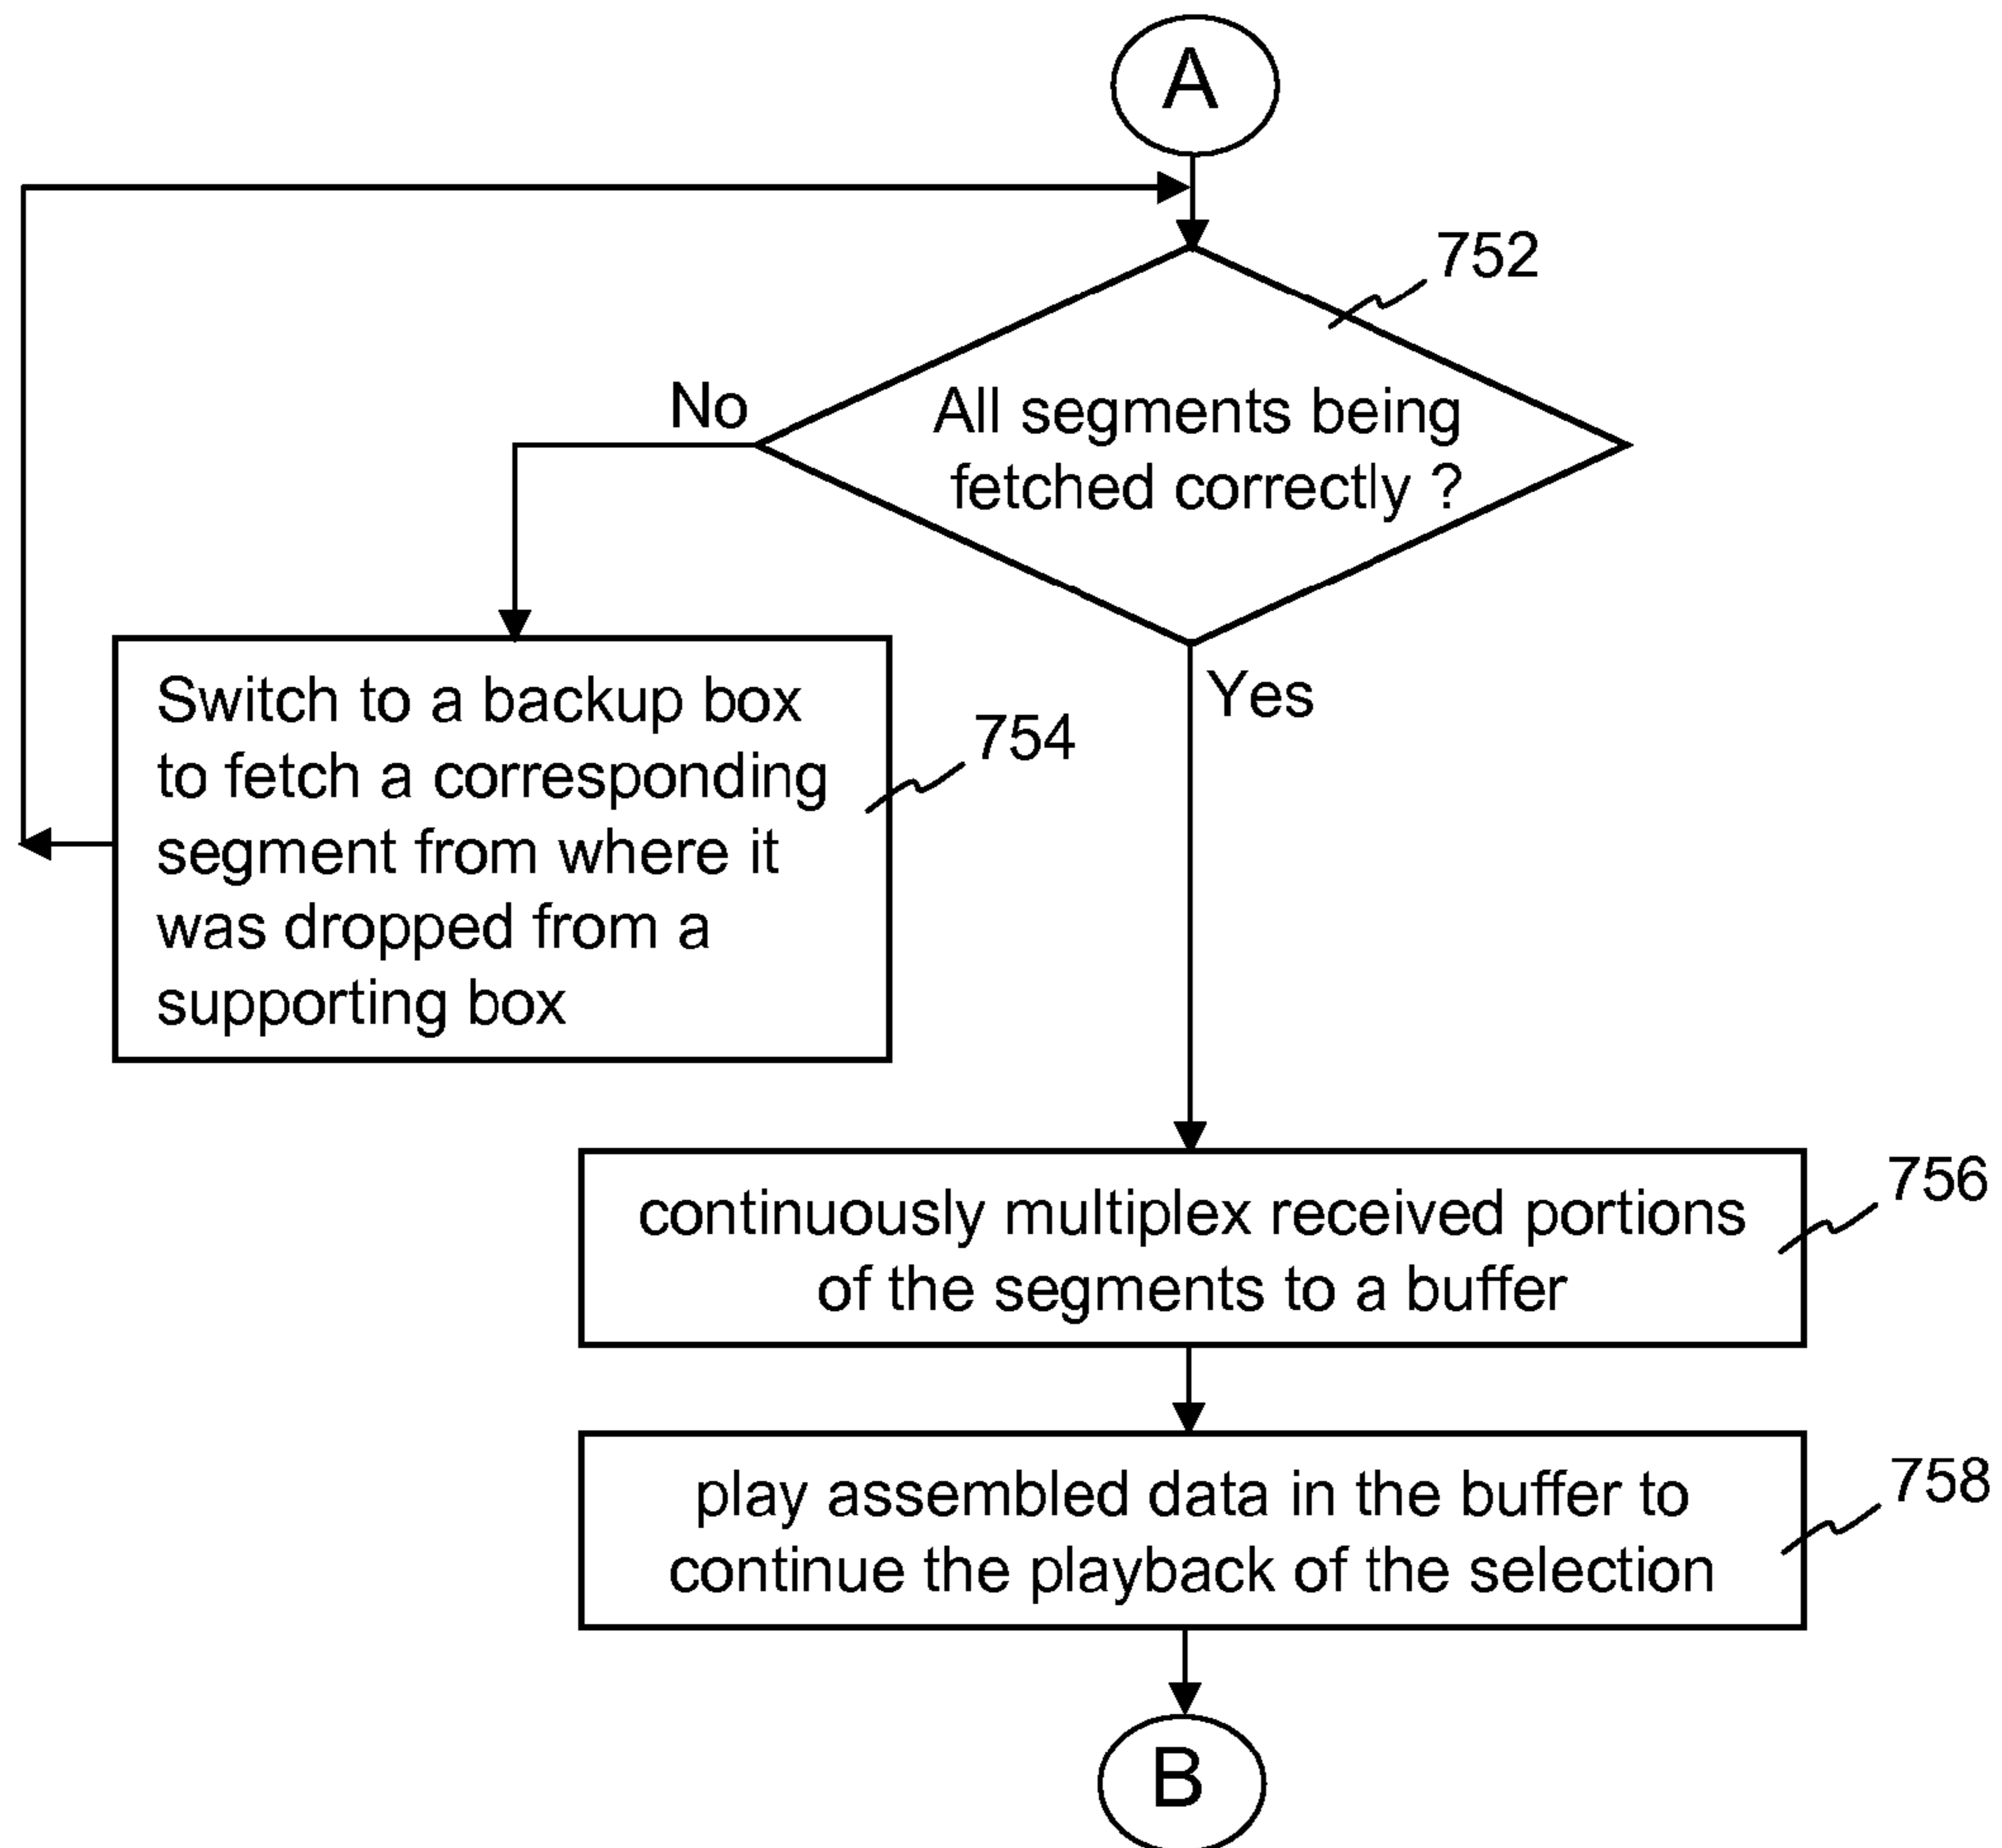 A
752
No
All segments being
fetched correctly ?
Yes
Switch to a backup box
to fetch a corresponding
segment from where it
was dropped from a
supporting box
754
756
continuously multiplex received portions
of the segments to a buffer
758
play assembled data in the buffer to
continue the playback of the selection
B